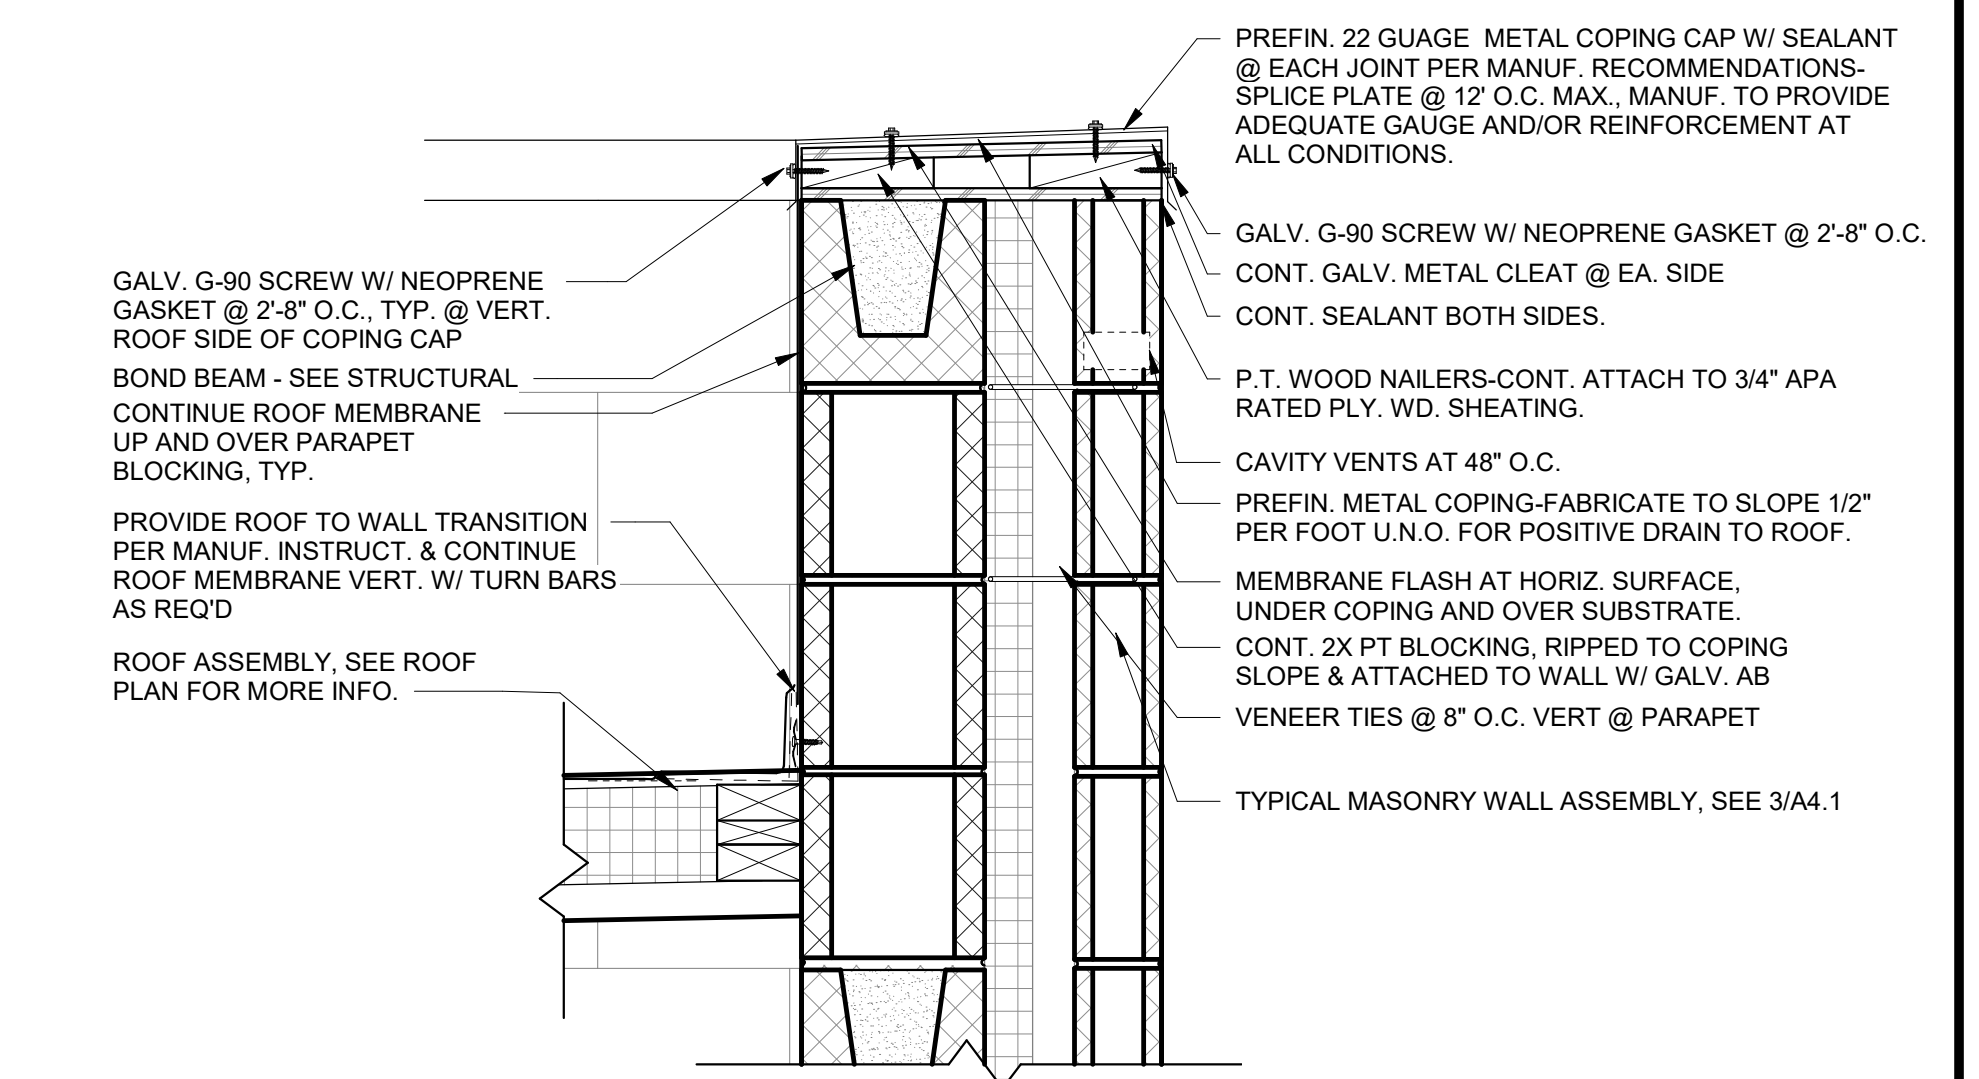 GALV. G-90 SCREW W/ NEOPRENE
GASKET @ 2'-8" O.C., TYP. @ VERT.
ROOF SIDE OF COPING CAP
BOND BEAM - SEE STRUCTURAL
CONTINUE ROOF MEMBRANE
UP AND OVER PARAPET
BLOCKING, TYP.
PROVIDE ROOF TO WALL TRANSITION
PER MANUF. INSTRUCT. & CONTINUE
ROOF MEMBRANE VERT. W/ TURN BARS
AS REQ'D
ROOF ASSEMBLY, SEE ROOF
PLAN FOR MORE INFO.
PREFIN. 22 GUAGE  METAL COPING CAP W/ SEALANT
@ EACH JOINT PER MANUF. RECOMMENDATIONS-
SPLICE PLATE @ 12' O.C. MAX., MANUF. TO PROVIDE
ADEQUATE GAUGE AND/OR REINFORCEMENT AT
ALL CONDITIONS.
GALV. G-90 SCREW W/ NEOPRENE GASKET @ 2'-8" O.C.
CONT. GALV. METAL CLEAT @ EA. SIDE
CONT. SEALANT BOTH SIDES.
P.T. WOOD NAILERS-CONT. ATTACH TO 3/4" APA
RATED PLY. WD. SHEATING.
CAVITY VENTS AT 48" O.C.
PREFIN. METAL COPING-FABRICATE TO SLOPE 1/2"
PER FOOT U.N.O. FOR POSITIVE DRAIN TO ROOF.
MEMBRANE FLASH AT HORIZ. SURFACE,
UNDER COPING AND OVER SUBSTRATE.
CONT. 2X PT BLOCKING, RIPPED TO COPING
SLOPE & ATTACHED TO WALL W/ GALV. AB
VENEER TIES @ 8" O.C. VERT @ PARAPET
TYPICAL MASONRY WALL ASSEMBLY, SEE 3/A4.1